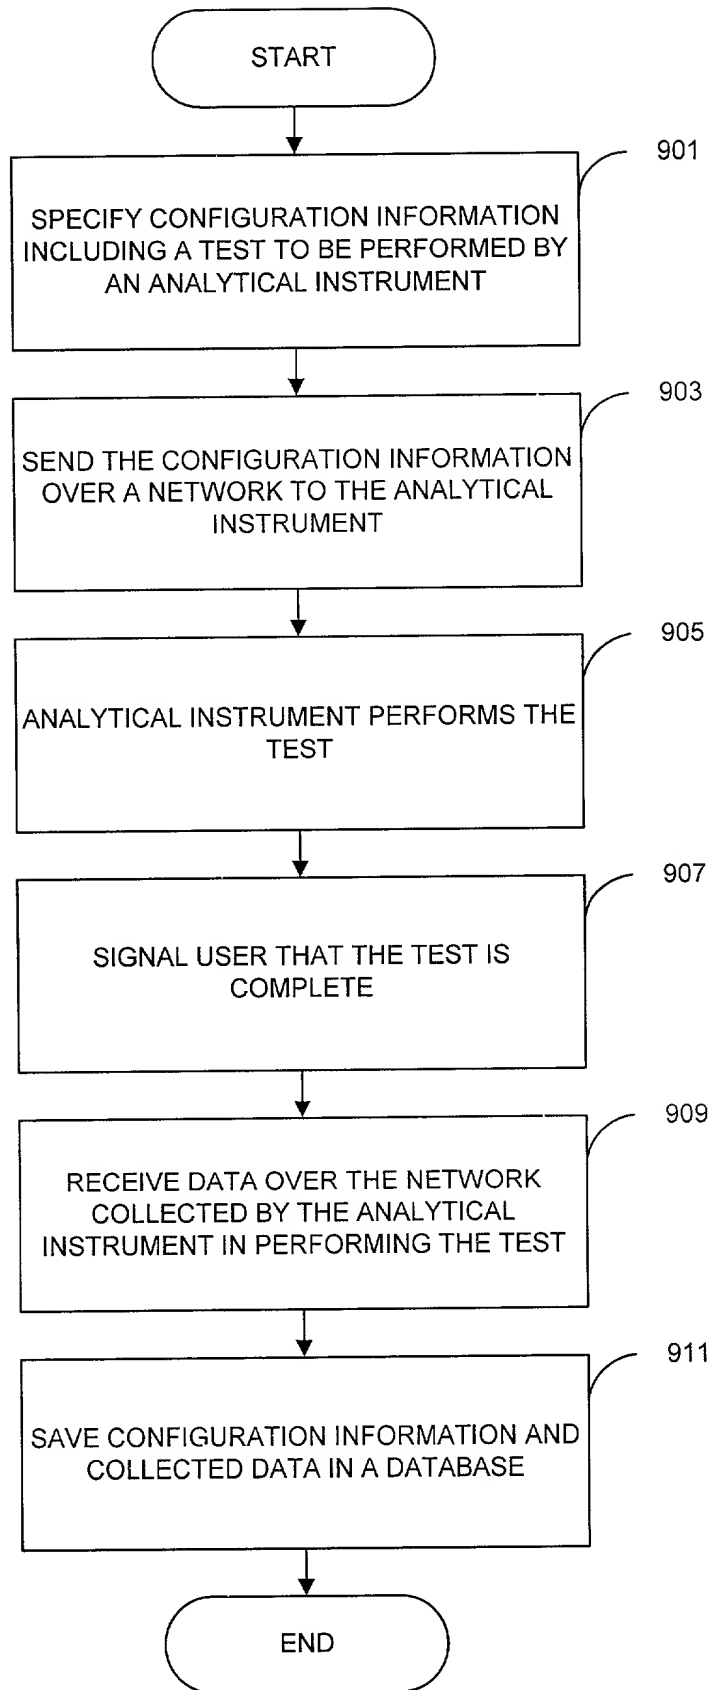 START
901
SPECIFY CONFIGURATION INFORMATION
INCLUDING A TEST TO BE PERFORMED BY
AN ANALYTICAL INSTRUMENT
903
SEND THE CONFIGURATION INFORMATION
OVER A NETWORK TO THE ANALYTICAL
INSTRUMENT
905
ANALYTICAL INSTRUMENT PERFORMS THE
TEST
907
SIGNAL USER THAT THE TEST IS
COMPLETE
909
RECEIVE DATA OVER THE NETWORK
COLLECTED BY THE ANALYTICAL
INSTRUMENT IN PERFORMING THE TEST
911
SAVE CONFIGURATION INFORMATION AND
COLLECTED DATA IN A DATABASE
END